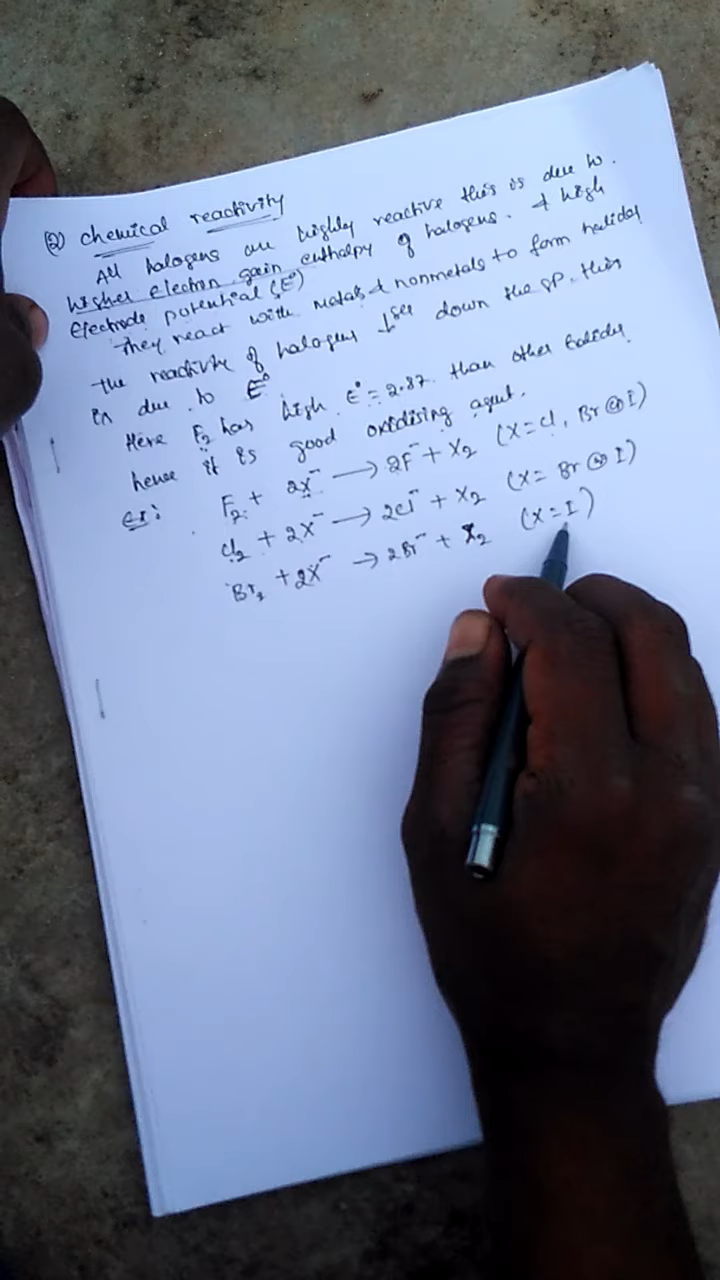 ② chemical reactivity
All halogens are highly reactive this is due to.
higher electron gain enthalpy of halogens. & high
Electrode potential (E°)
They react with metals & nonmetals to form halides
the reactivity of halogens ↓ses down the gp. this
is due to E°
Here F₂ has high E° = 2.87. than other
hence it is good oxidising agent.
Ex: F₂ + 2X⁻ → 2F⁻ + X₂ (X = Cl, Br ⓞ I)
Cl₂ + 2X⁻ → 2Cl⁻ + X₂ (X = Br ⓞ I)
Br₂ + 2X⁻ → 2Br⁻ + X₂ (X = I)